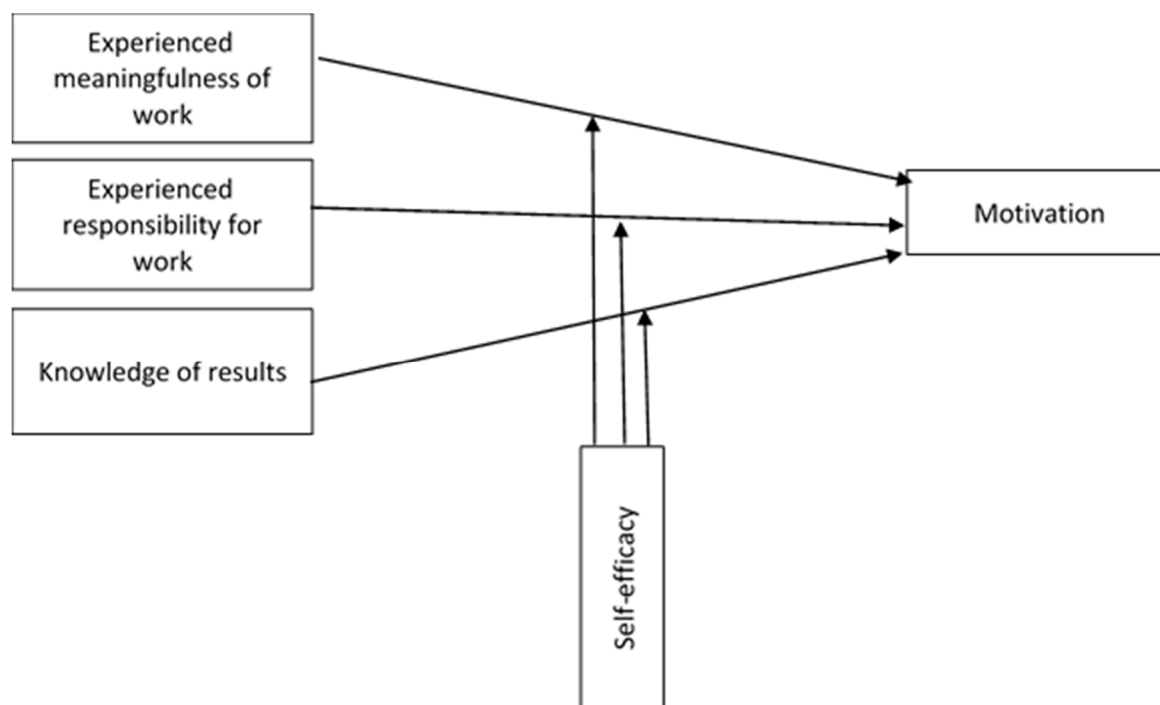 Experienced
meaningfulness of
work
Experienced
responsibility for
work
Knowledge of results
Motivation
Self-efficacy